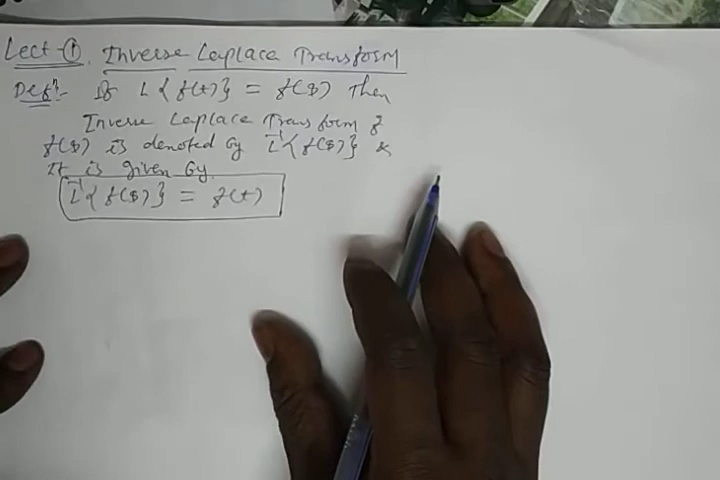 Lect-①. Inverse Laplace Transform
Defⁿ:- If L{f(t)} = f(s) Then
Inverse Laplace Transform of
f(s) is denoted by L⁻¹{f(s)} &
It is given by
L⁻¹{f(s)} = f(t)